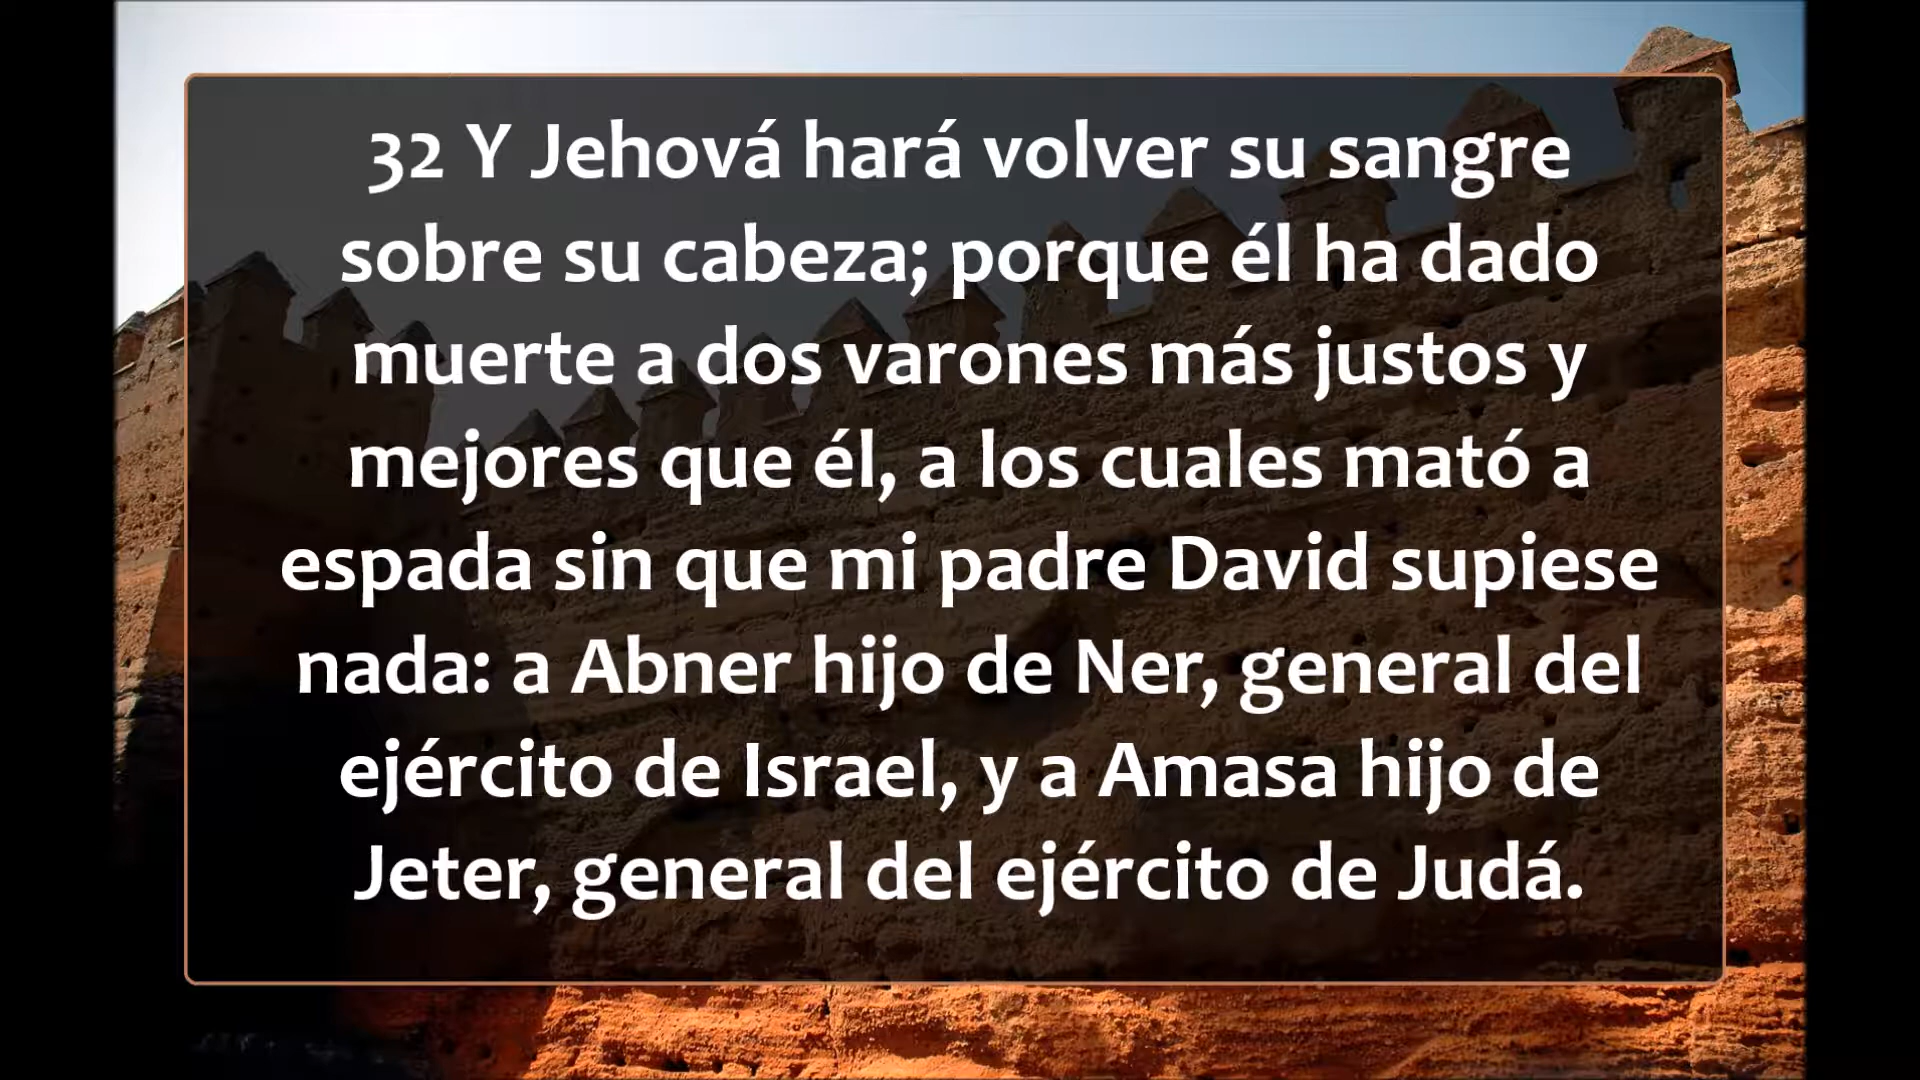 32 Y Jehová hará volver su sangre
sobre su cabeza; porque él ha dado
muerte a dos varones más justos y
mejores que él, a los cuales mató a
espada sin que mi padre David supiese
nada: a Abner hijo de Ner, general del
ejército de Israel, y a Amasa hijo de
Jeter, general del ejército de Judá.